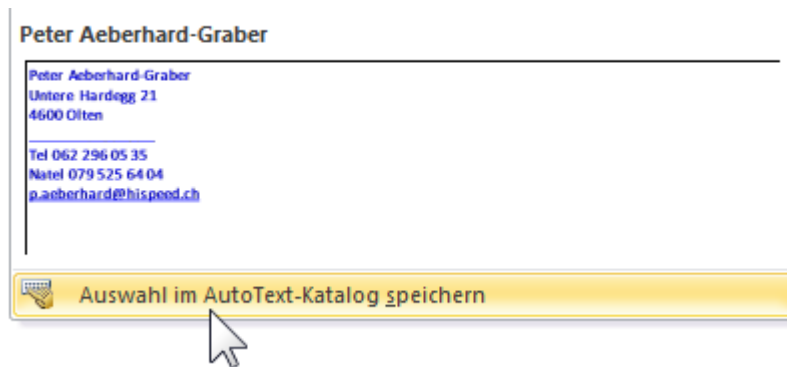 Peter Aeberhard-Graber
Peter Aeberhard-Graber
Untere Hardegg 21
4600 Olten
Tel 062 296 05 35
Natel 079 525 64 04
p.aeberhard@hispeed.ch
Auswahl im AutoText-Katalog speichern